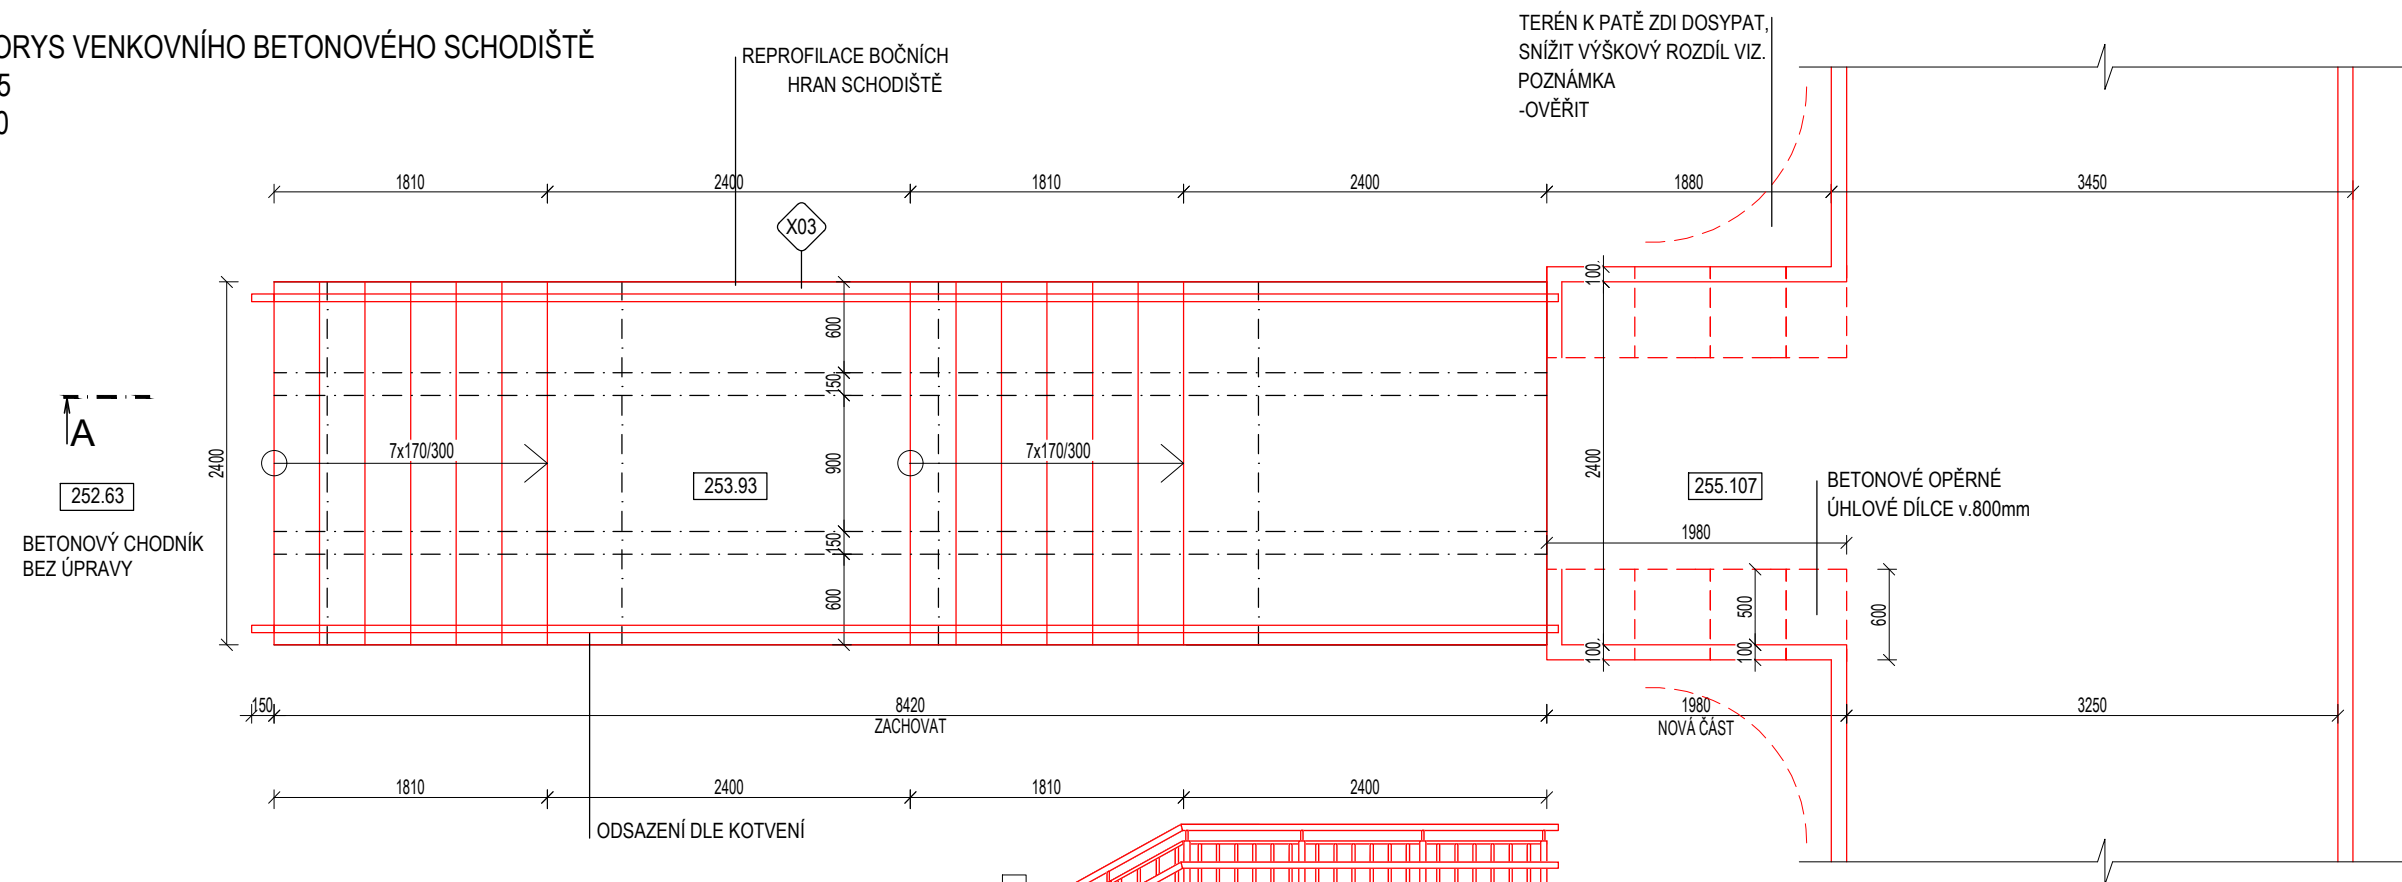 ORYS VENKOVNÍHO BETONOVÉHO SCHODIŠTĚ
5
0
REPROFILACE BOČNÍCH
HRAN SCHODIŠTĚ
TERÉN K PATĚ ZDI DOSYPAT,
SNÍŽIT VÝŠKOVÝ ROZDÍL VIZ.
POZNÁMKA
-OVĚŘIT
1810
2400
1810
2400
1880
3450
X03
100
100
600
150
900
150
600
2400
2400
A
7x170/300
7x170/300
252.63
253.93
255.107
BETONOVÝ CHODNÍK
BEZ ÚPRAVY
BETONOVÉ OPĚRNÉ
ÚHLOVÉ DÍLCE v.800mm
1980
500
600
100
100
150
8420
ZACHOVAT
1980
NOVÁ ČÁST
3250
1810
2400
1810
2400
ODSAZENÍ DLE KOTVENÍ